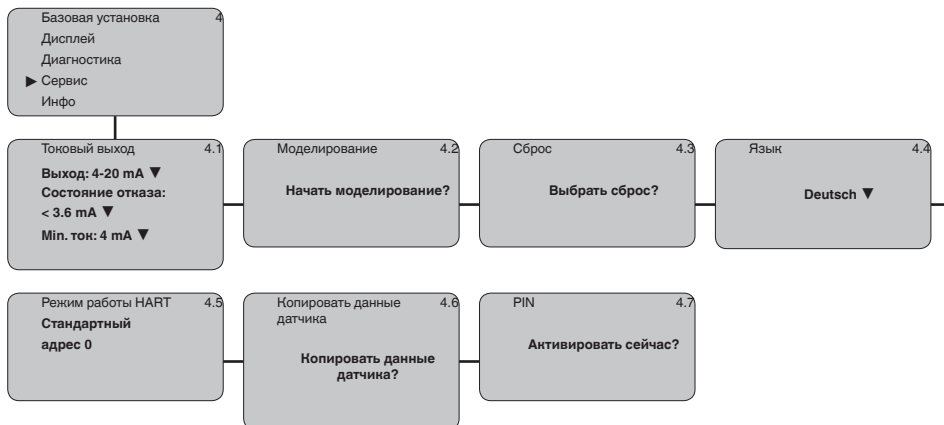 Базовая установка 4
Дисплей
Диагностика
▶ Сервис
Инфо
Токовый выход 4.1
Выход: 4-20 mA ▼
Состояние отказа:
< 3.6 mA ▼
Min. ток: 4 mA ▼
Моделирование 4.2
Начать моделирование?
Сброс 4.3
Выбрать сброс?
Язык 4.4
Deutsch ▼
Режим работы HART 4.5
Стандартный
адрес 0
Копировать данные 4.6
датчика
Копировать данные
датчика?
PIN 4.7
Активировать сейчас?